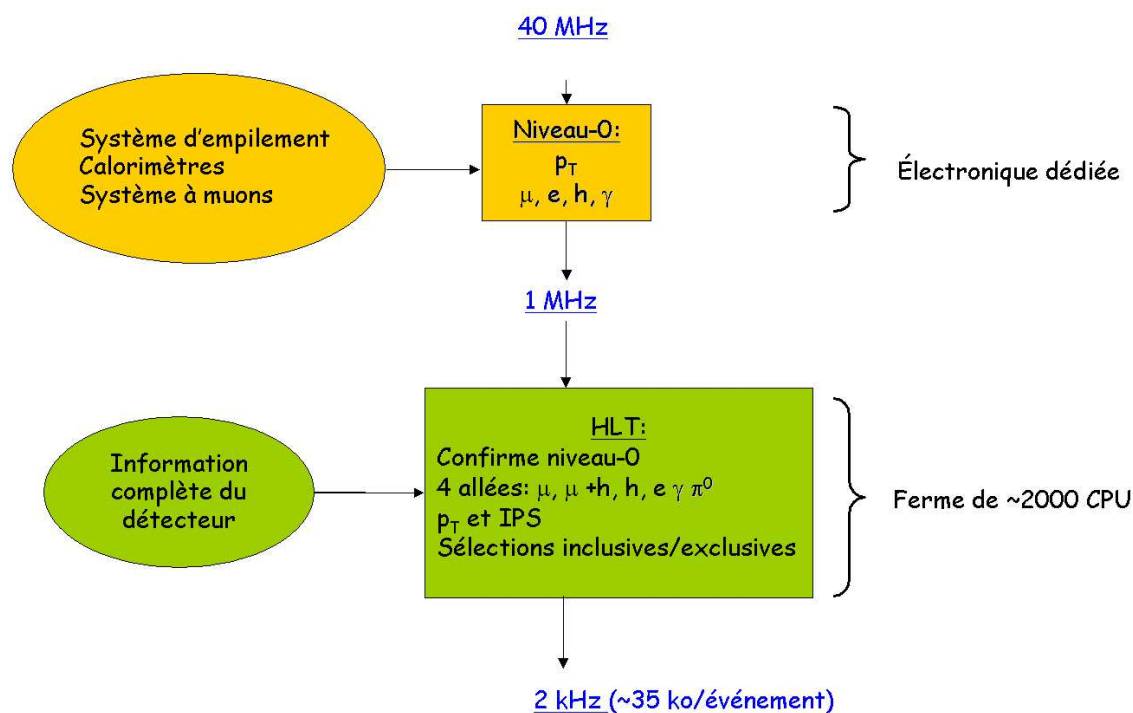 40 MHz
Système d'empilement
Calorimètres
Système à muons
Niveau-0:
pT
μ, e, h, γ
Électronique dédiée
1 MHz
Information
complète du
détecteur
HLT:
Confirme niveau-0
4 allées: μ, μ +h, h, e γ π⁰
pT et IPS
Sélections inclusives/exclusives
Ferme de ~2000 CPU
2 kHz (~35 ko/événement)